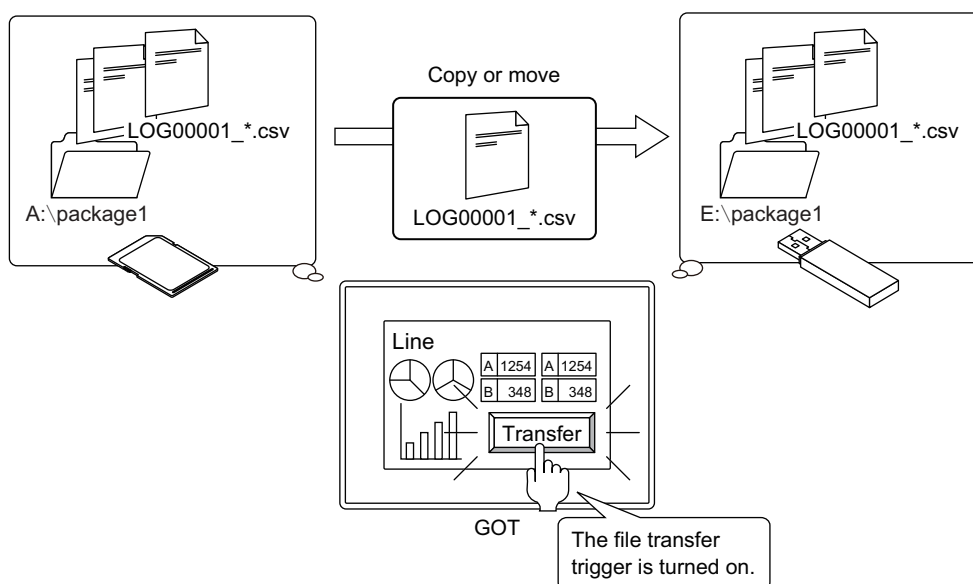 Copy or move
LOG00001_*.csv
A:\package1
LOG00001_*.csv
LOG00001_*.csv
E:\package1
Line
A 1254 A 1254
B 348 B 348
Transfer
GOT
The file transfer
trigger is turned on.